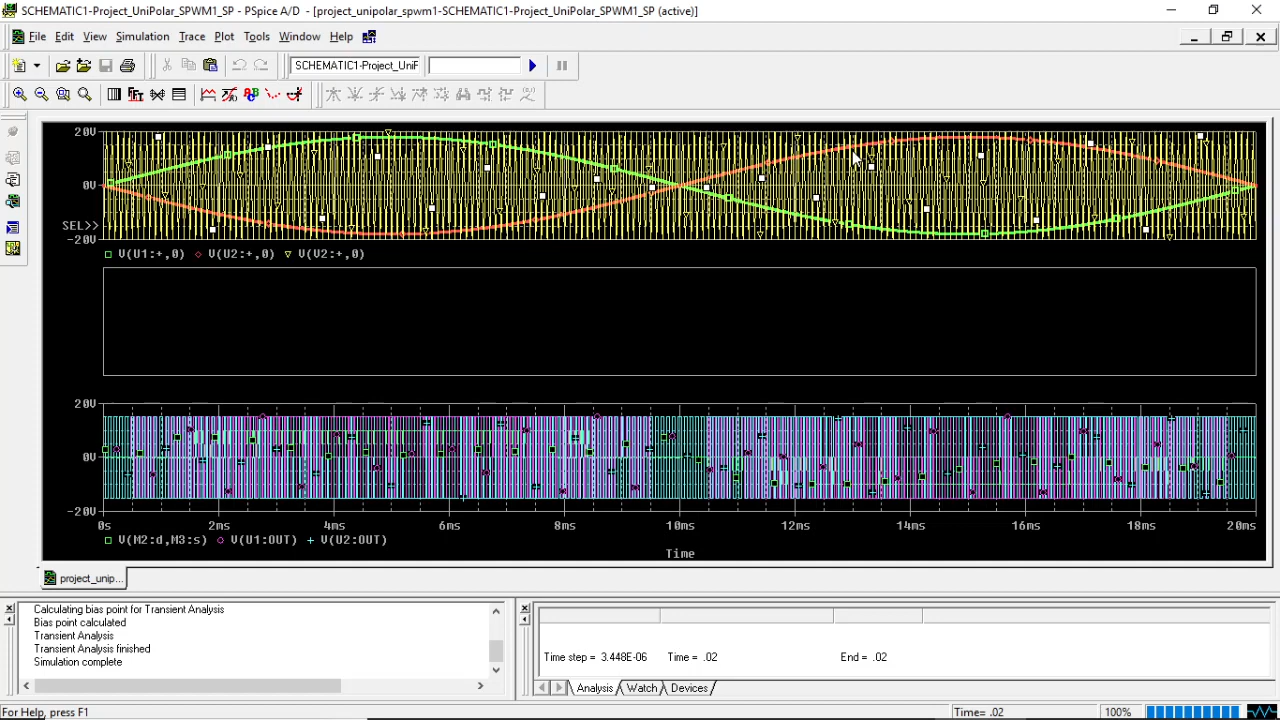 SCHEMATIC1-Project_UniPolar_SPWM1_SP - PSpice A/D - [project_unipolar_spwm1-SCHEMATIC1-Project_UniPolar_SPWM1_SP (active)]
File Edit View Simulation Trace Plot Tools Window Help
SCHEMATIC1-Project_UniF
20V
0V
SEL>>
-20V
V(U1:+,0) V(U2:+,0) V(V2:+,0)
20V
0V
-20V
0s 2ms 4ms 6ms 8ms 10ms 12ms 14ms 16ms 18ms 20ms
V(M2:d,M3:s) V(U1:OUT) V(U2:OUT)
Time
project_unip...
Calculating bias point for Transient Analysis
Bias point calculated
Transient Analysis
Transient Analysis finished
Simulation complete
Time step = 3.448E-06 Time = .02 End = .02
Analysis Watch Devices
For Help, press F1
Time= .02 100%